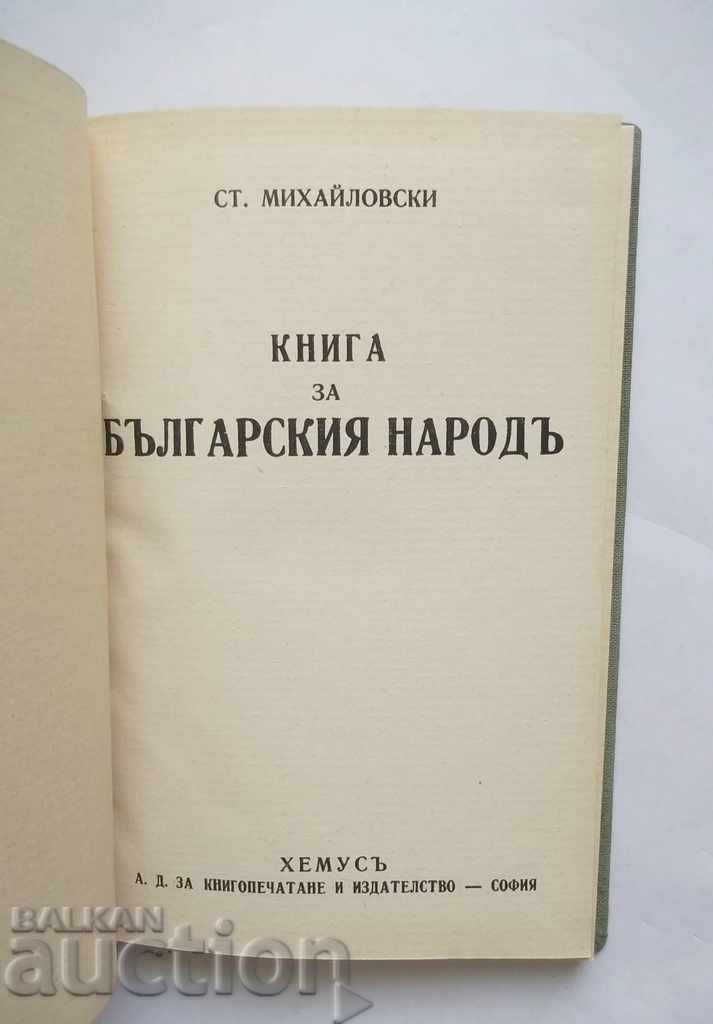 СТ. МИХАЙЛОВСКИ
КНИГА
ЗА
БЪЛГАРСКИЯ НАРОДЪ
ХЕМУСЪ
А. Д. ЗА КНИГОПЕЧАТАНЕ И ИЗДАТЕЛСТВО — СОФИЯ
BALKAN
auction